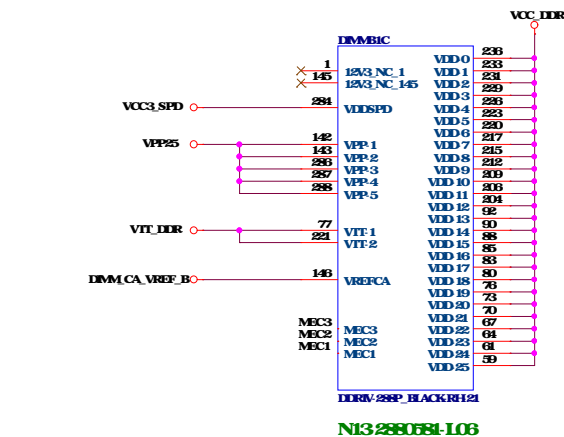 VCC_DDR
DIMMB1C
236 VDD-0
1 12V3_NC_1 VDD-1 233
145 12V3_NC_145 VDD-2 231
VDD-3 229
VCC3_SPD 284 VDDSPD VDD-4 226
VDD-5 223
VDD-6 220
VPP25 142 VPP-1 VDD-7 217
143 VPP-2 VDD-8 215
286 VPP-3 VDD-9 212
287 VPP-4 VDD-10 209
288 VPP-5 VDD-11 206
VDD-12 204
VDD-13 92
VTT_DDR 77 VTT-1 VDD-14 90
221 VTT-2 VDD-15 88
VDD-16 85
VDD-17 83
DIMM_CA_VREF_B 146 VREFCA VDD-18 80
VDD-19 76
VDD-20 73
VDD-21 70
MEC3 MEC3 VDD-22 67
MEC2 MEC2 VDD-23 64
MEC1 MEC1 VDD-24 61
VDD-25 59
DDRIV-288P_BLACK-RH-21
N13-2880581-L06